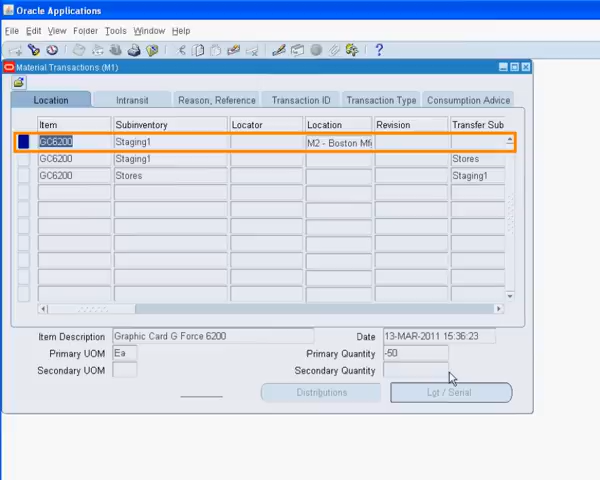 Oracle Applications
File Edit View Folder Tools Window Help
?
Material Transactions (M1)
Location Intransit Reason, Reference Transaction ID Transaction Type Consumption Advice
Item Subinventory Locator Location Revision Transfer Sub
GC6200 Staging1 M2 - Boston Mfg
GC6200 Staging1 Stores
GC6200 Stores Staging1
Item Description Graphic Card G Force 6200 Date 13-MAR-2011 15:36:23
Primary UOM Ea Primary Quantity -50
Secondary UOM Secondary Quantity
Distributions Lot / Serial